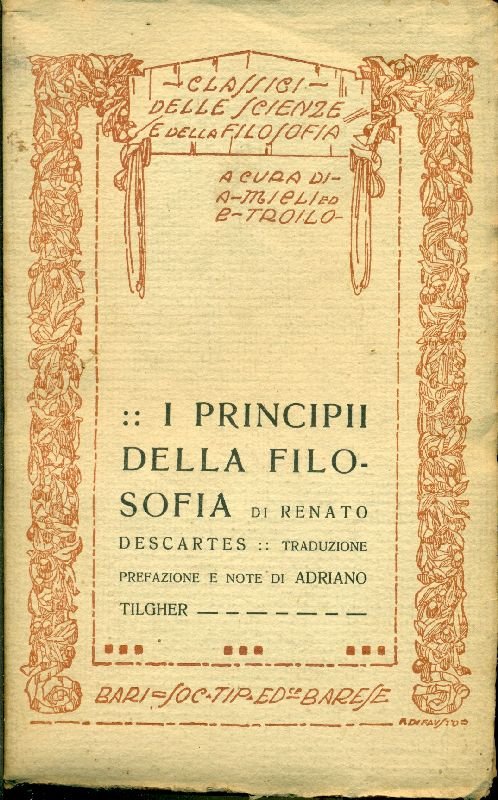 CLASSICI
DELLE SCIENZE
E DELLA FILOSOFIA
A CURA DI
A-MIELI ED
E-TROILO
:: I PRINCIPII
DELLA FILO-
SOFIA DI RENATO
DESCARTES :: TRADUZIONE
PREFAZIONE E NOTE DI ADRIANO
TILGHER
BARI=SOC.TIP.ED.CE BARESE